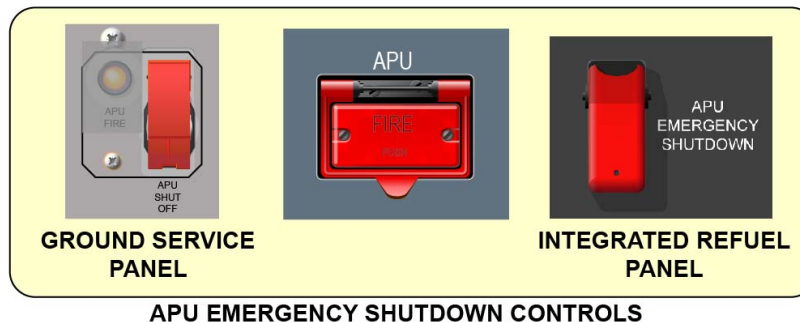 APU
FIRE
APU
SHUT
OFF
GROUND SERVICE
PANEL
APU
FIRE
PUSH
APU
EMERGENCY
SHUTDOWN
INTEGRATED REFUEL
PANEL
APU EMERGENCY SHUTDOWN CONTROLS